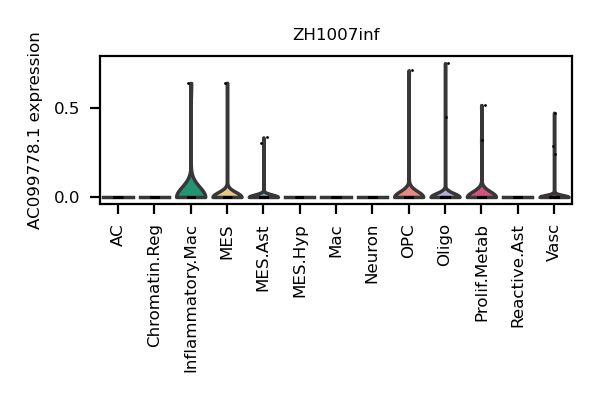 ZH1007inf
AC099778.1 expression
0.5
0.0
AC
Chromatin.Reg
Inflammatory.Mac
MES
MES.Ast
MES.Hyp
Mac
Neuron
OPC
Oligo
Prolif.Metab
Reactive.Ast
Vasc